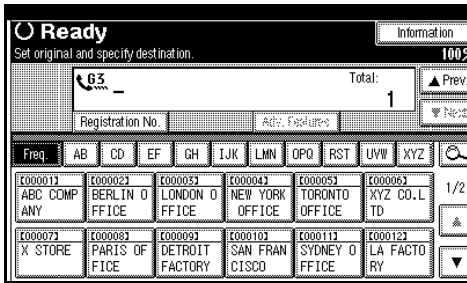 Ready
Information
Set original and specify destination.
100%
G3 _
Total:
1
▲ Prev.
▼ Next
Registration No.
Adv. Features
Freq. AB CD EF GH IJK LMN OPQ RST UVW XYZ
[00001] [00002] [00003] [00004] [00005] [00006]
ABC COMP BERLIN O LONDON O NEW YORK TORONTO XYZ CO.L
ANY FFICE FFICE OFFICE OFFICE TD
1/2
[00007] [00008] [00009] [00010] [00011] [00012]
X STORE PARIS OF DETROIT SAN FRAN SYDNEY O LA FACTO
FICE FACTORY CISCO FFICE RY